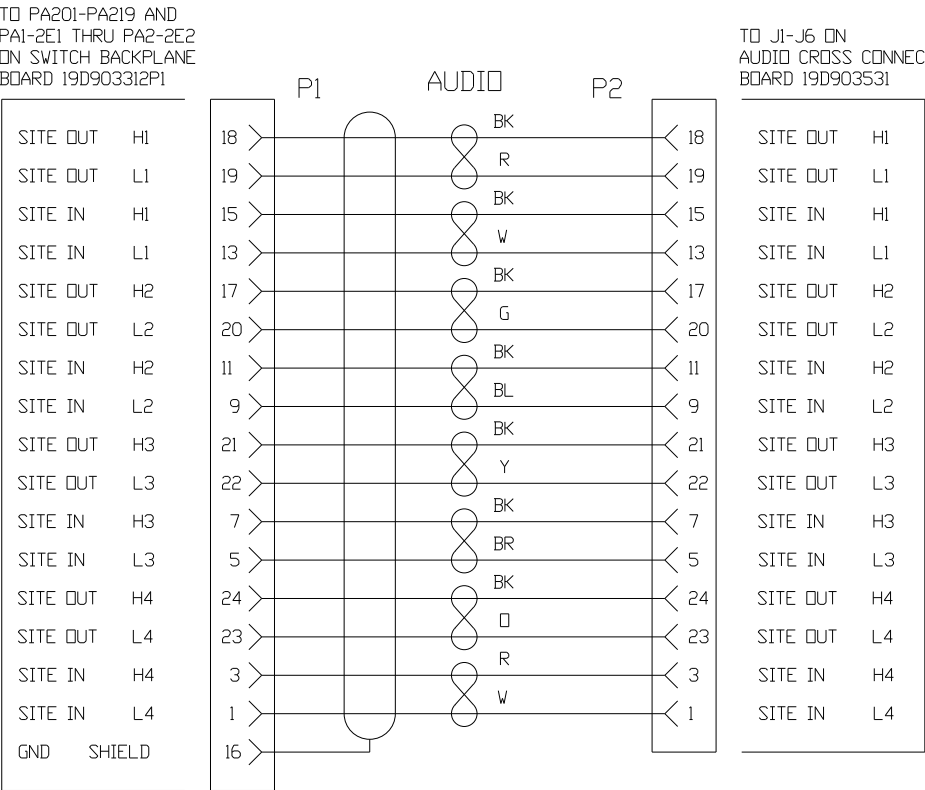 TO PA201-PA219 AND
PA1-2E1 THRU PA2-2E2
ON SWITCH BACKPLANE
BOARD 19D903312P1
TO J1-J6 ON
AUDIO CROSS CONNEC
BOARD 19D903531
P1 AUDIO P2
BK
SITE OUT H1 18 18 SITE OUT H1
R
SITE OUT L1 19 19 SITE OUT L1
BK
SITE IN H1 15 15 SITE IN H1
W
SITE IN L1 13 13 SITE IN L1
BK
SITE OUT H2 17 17 SITE OUT H2
G
SITE OUT L2 20 20 SITE OUT L2
BK
SITE IN H2 11 11 SITE IN H2
BL
SITE IN L2 9 9 SITE IN L2
BK
SITE OUT H3 21 21 SITE OUT H3
Y
SITE OUT L3 22 22 SITE OUT L3
BK
SITE IN H3 7 7 SITE IN H3
BR
SITE IN L3 5 5 SITE IN L3
BK
SITE OUT H4 24 24 SITE OUT H4
O
SITE OUT L4 23 23 SITE OUT L4
R
SITE IN H4 3 3 SITE IN H4
W
SITE IN L4 1 1 SITE IN L4
GND SHIELD 16